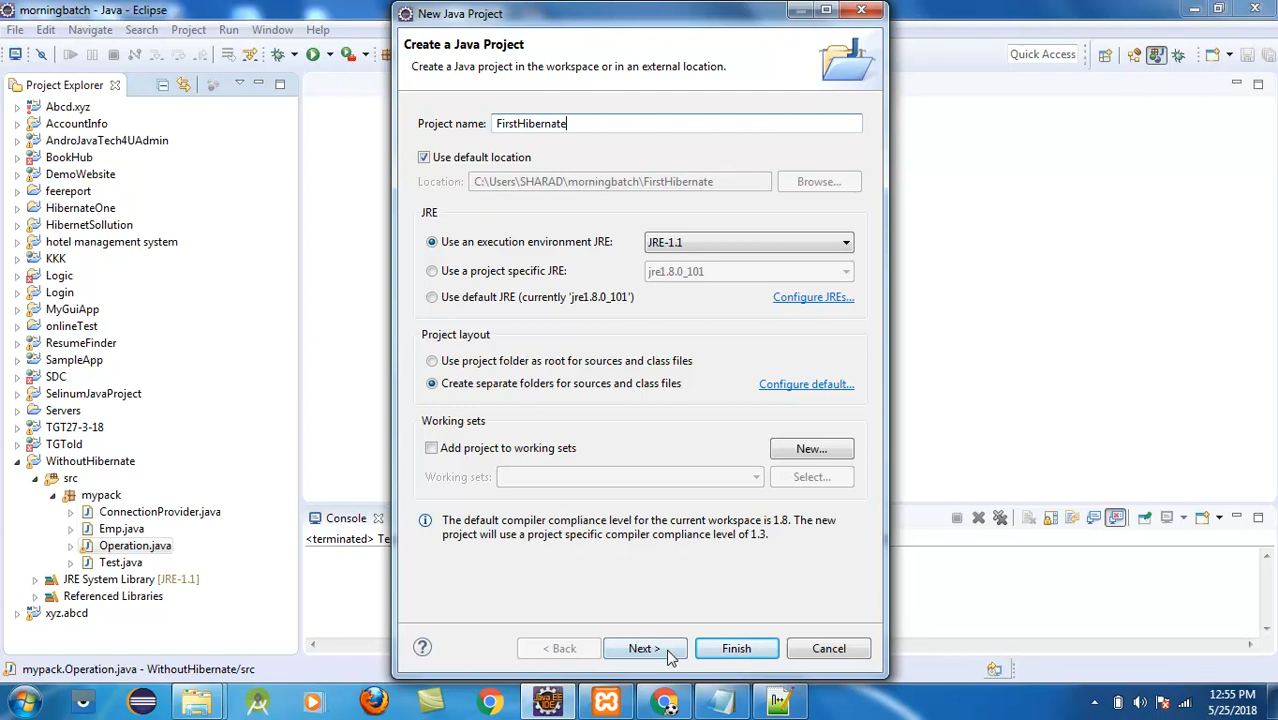 morningbatch - Java - Eclipse
File Edit Navigate Search Project Run Window Help
Quick Access
Project Explorer
Abcd.xyz
AccountInfo
AndroJavaTech4UAdmin
BookHub
DemoWebsite
feereport
HibernateOne
HibernetSollution
hotel management system
KKK
Logic
Login
MyGuiApp
onlineTest
ResumeFinder
SampleApp
SDC
SelinumJavaProject
Servers
TGT27-3-18
TGTold
WithoutHibernate
src
mypack
ConnectionProvider.java
Emp.java
Operation.java
Test.java
JRE System Library [JRE-1.1]
Referenced Libraries
xyz.abcd
Console
<terminated> Te
mypack.Operation.java - WithoutHibernate/src
New Java Project
Create a Java Project
Create a Java project in the workspace or in an external location.
Project name: FirstHibernate
Use default location
Location: C:\Users\SHARAD\morningbatch\FirstHibernate Browse...
JRE
Use an execution environment JRE: JRE-1.1
Use a project specific JRE: jre1.8.0_101
Use default JRE (currently 'jre1.8.0_101') Configure JREs...
Project layout
Use project folder as root for sources and class files
Create separate folders for sources and class files Configure default...
Working sets
Add project to working sets New...
Working sets: Select...
The default compiler compliance level for the current workspace is 1.8. The new
project will use a project specific compiler compliance level of 1.3.
< Back Next > Finish Cancel
Java EE
IDE
12:55 PM
5/25/2018